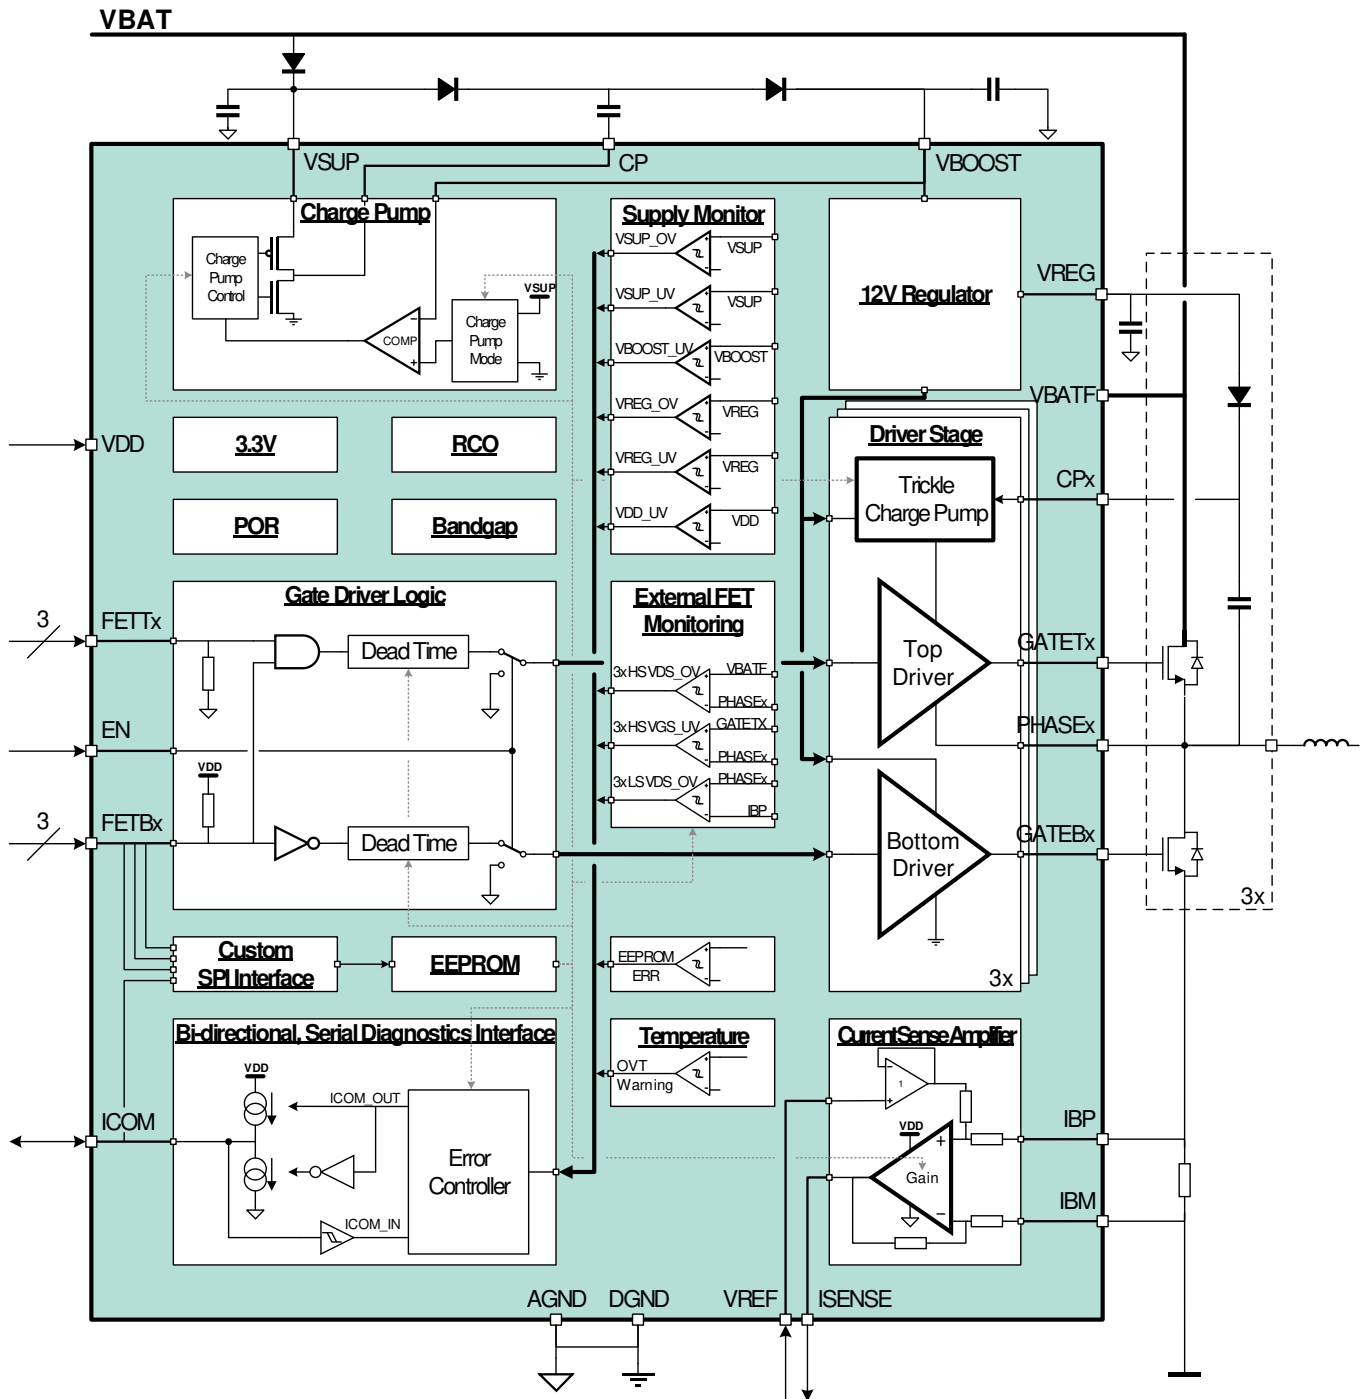 VBAT
VSUP
CP
VBOOST
Charge Pump
Charge
Pump
Control
COMP
Charge
Pump
Mode
VSUP
Supply Monitor
VSUP_OV
VSUP
VSUP_UV
VSUP
VBOOST_UV
VBOOST
VREG_OV
VREG
VREG_UV
VREG
VDD_UV
VDD
12V Regulator
VREG
VBATF
VDD
3.3V
RCO
POR
Bandgap
Driver Stage
Trickle
Charge Pump
CPx
Gate Driver Logic
3
FETTx
Dead Time
EN
VDD
3
FETBx
Dead Time
External FET
Monitoring
3xHSVDS_OV
VBATF
PHASEx
3xHSVGS_UV
GATETX
PHASEx
3xLSVDS_OV
PHASEx
IBP
Top
Driver
GATETx
PHASEx
Bottom
Driver
GATEBx
3x
3x
Custom
SPI Interface
EEPROM
EEPROM
ERR
Bi-directional, Serial Diagnostics Interface
VDD
ICOM_OUT
ICOM
ICOM_IN
Error
Controller
Temperature
OVT
Warning
Current Sense Amplifier
1
VDD
Gain
IBP
IBM
AGND
DGND
VREF
ISENSE